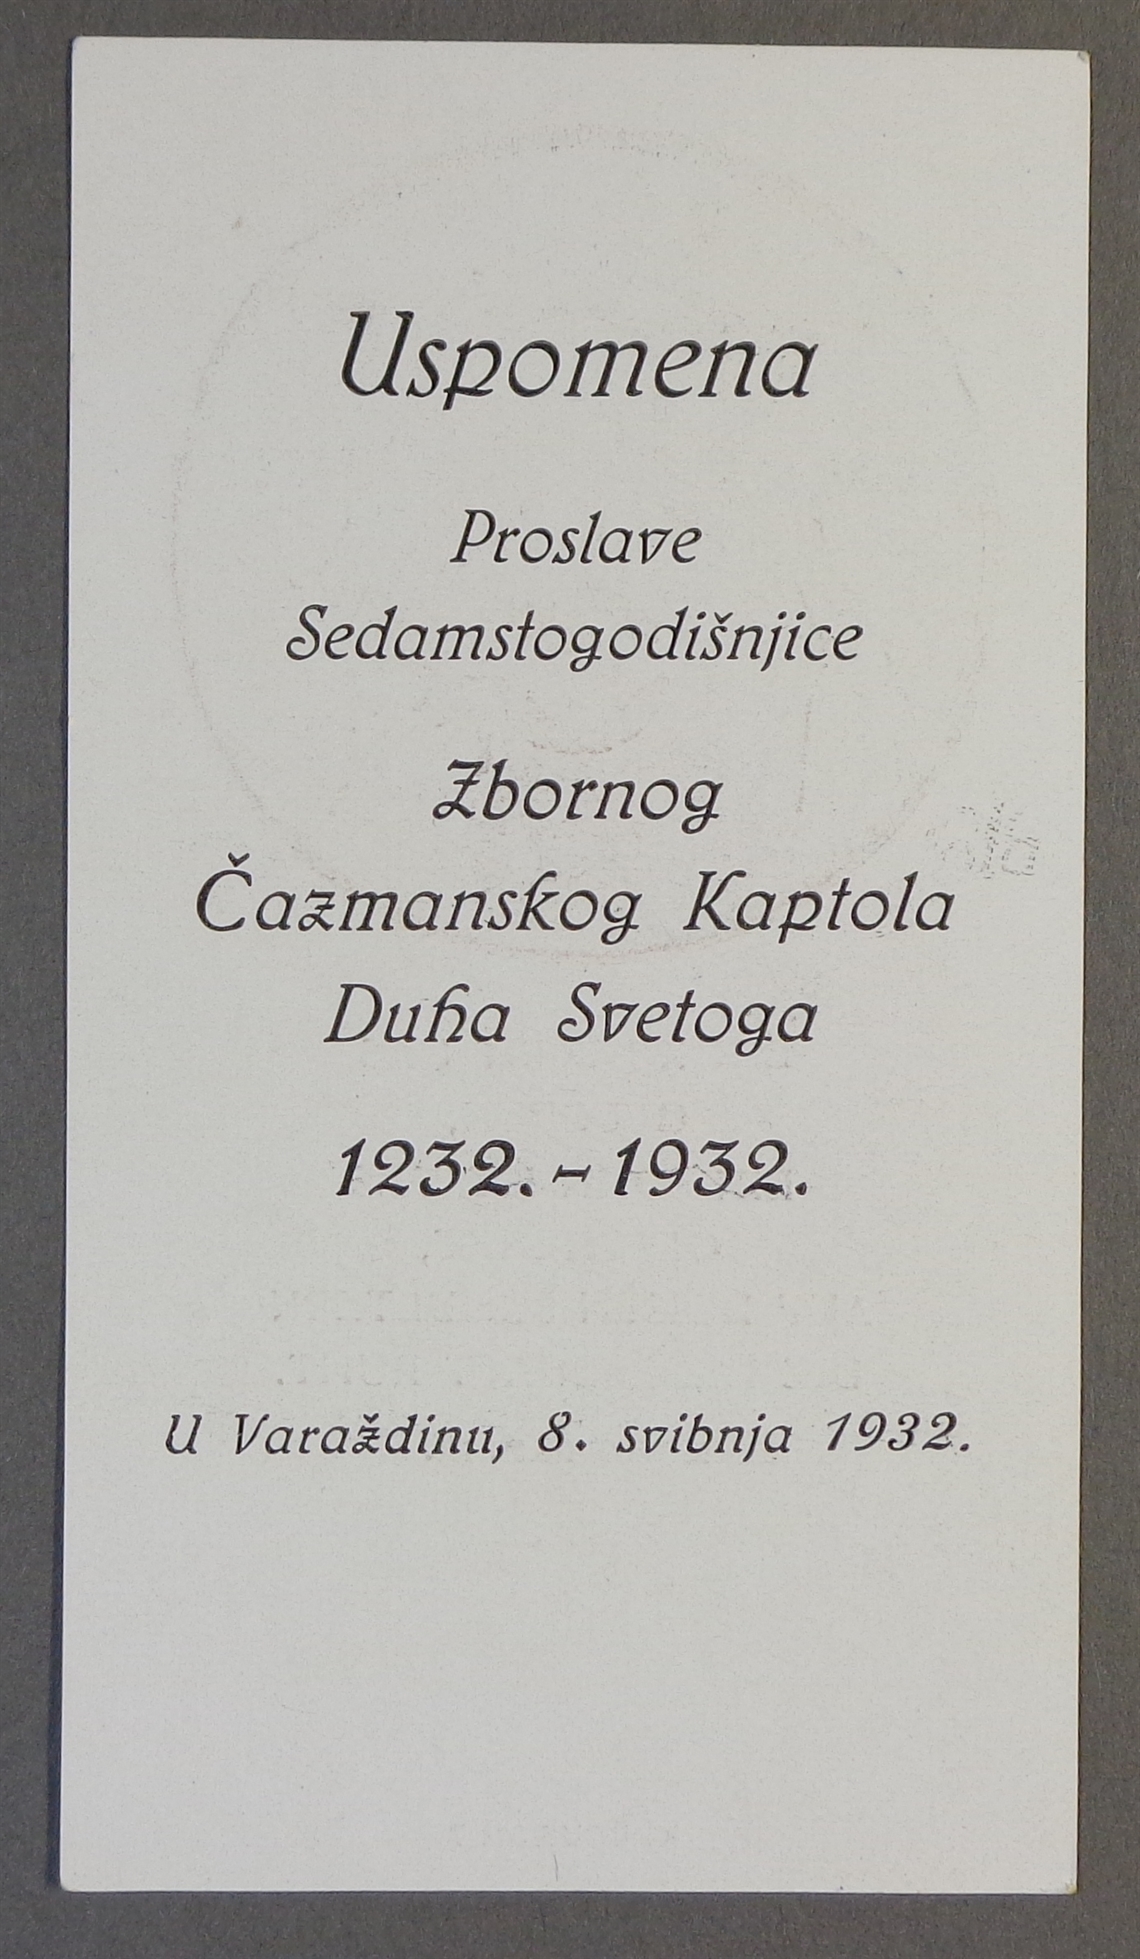 Uspomena
Proslave
Sedamstogodišnjice
Zbornog
Čazmanskog Kaptola
Duha Svetoga
1232. - 1932.
U Varaždinu, 8. svibnja 1932.